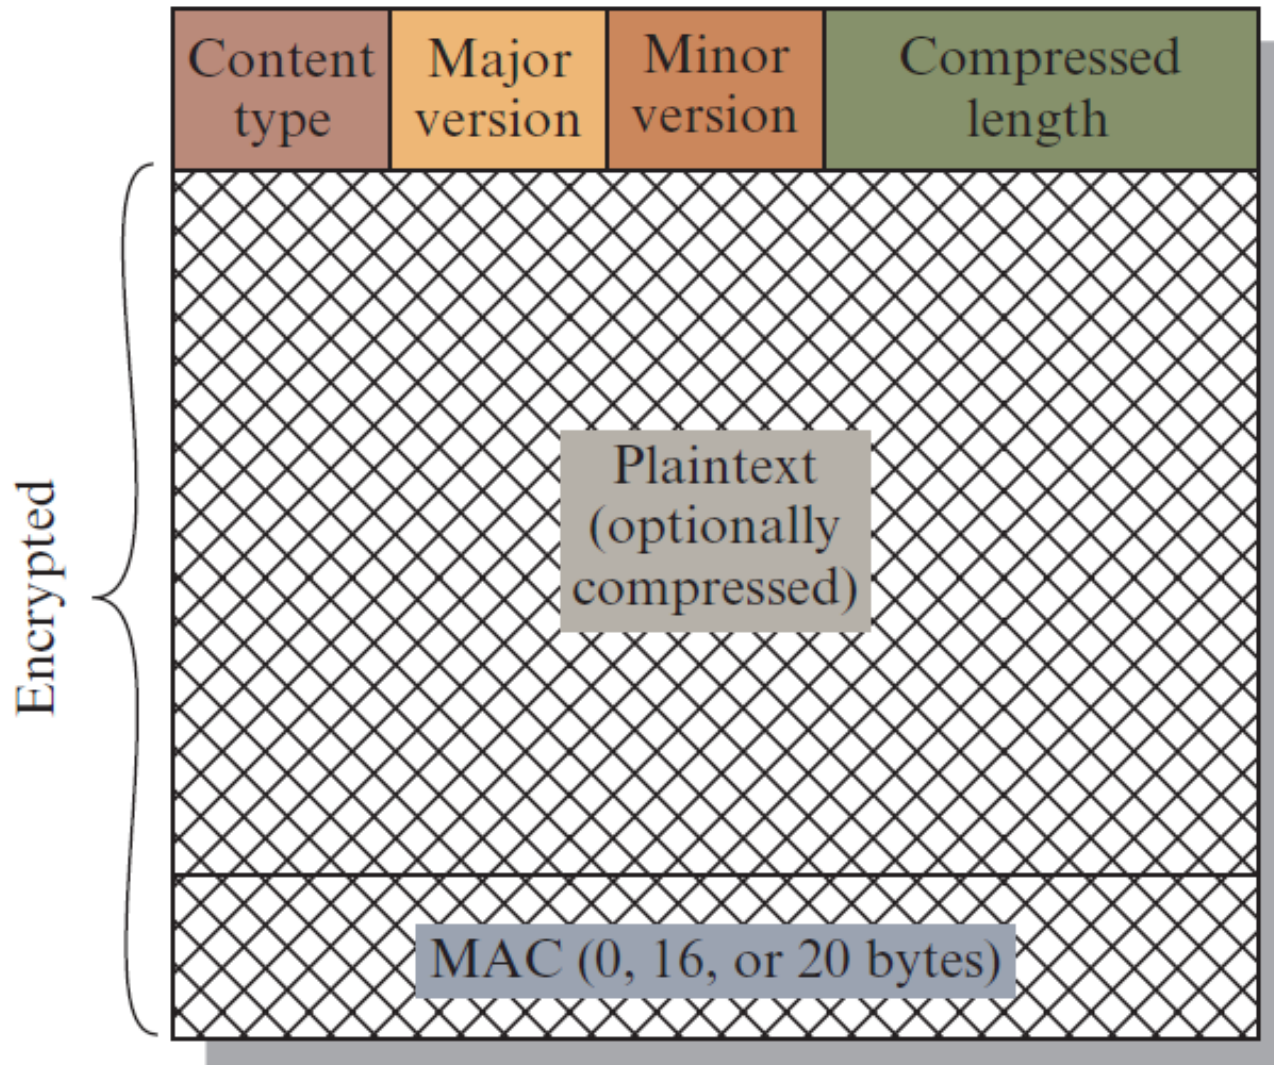 Content
type
Major
version
Minor
version
Compressed
length
Encrypted
Plaintext
(optionally
compressed)
MAC (0, 16, or 20 bytes)